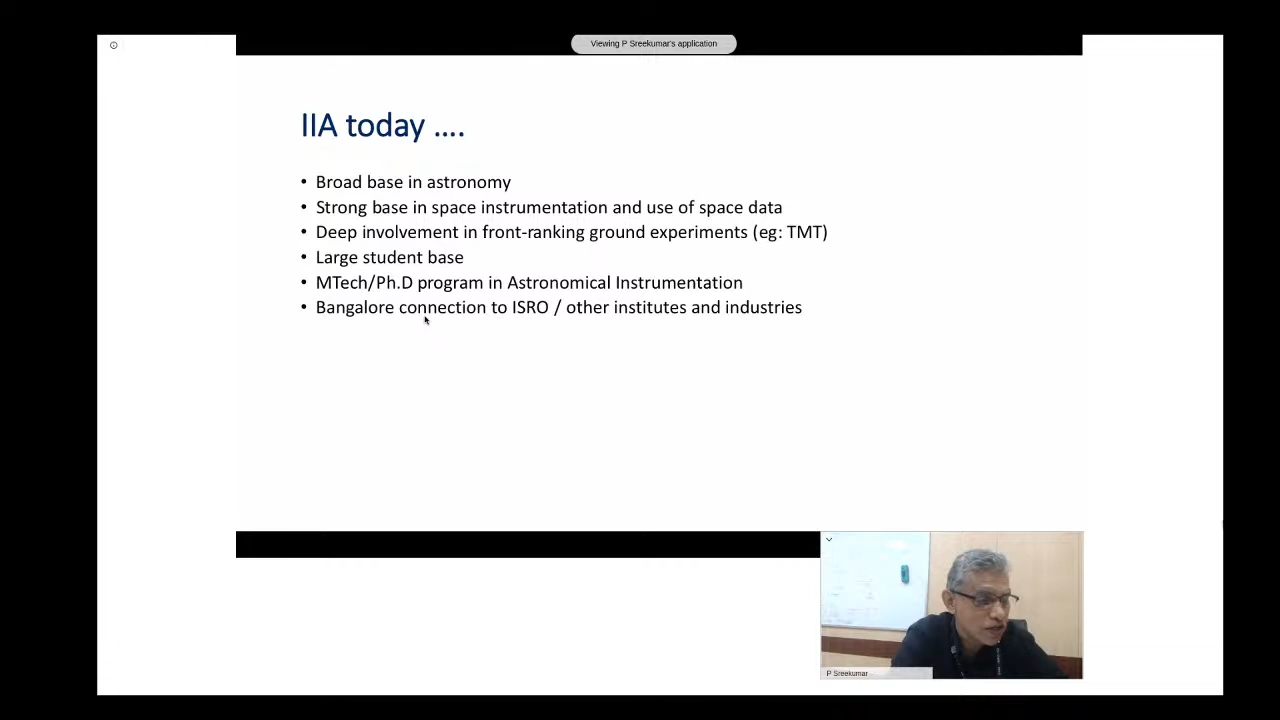 Viewing P Sreekumar's application
IIA today ....
• Broad base in astronomy
• Strong base in space instrumentation and use of space data
• Deep involvement in front-ranking ground experiments (eg: TMT)
• Large student base
• MTech/Ph.D program in Astronomical Instrumentation
• Bangalore connection to ISRO / other institutes and industries
P Sreekumar